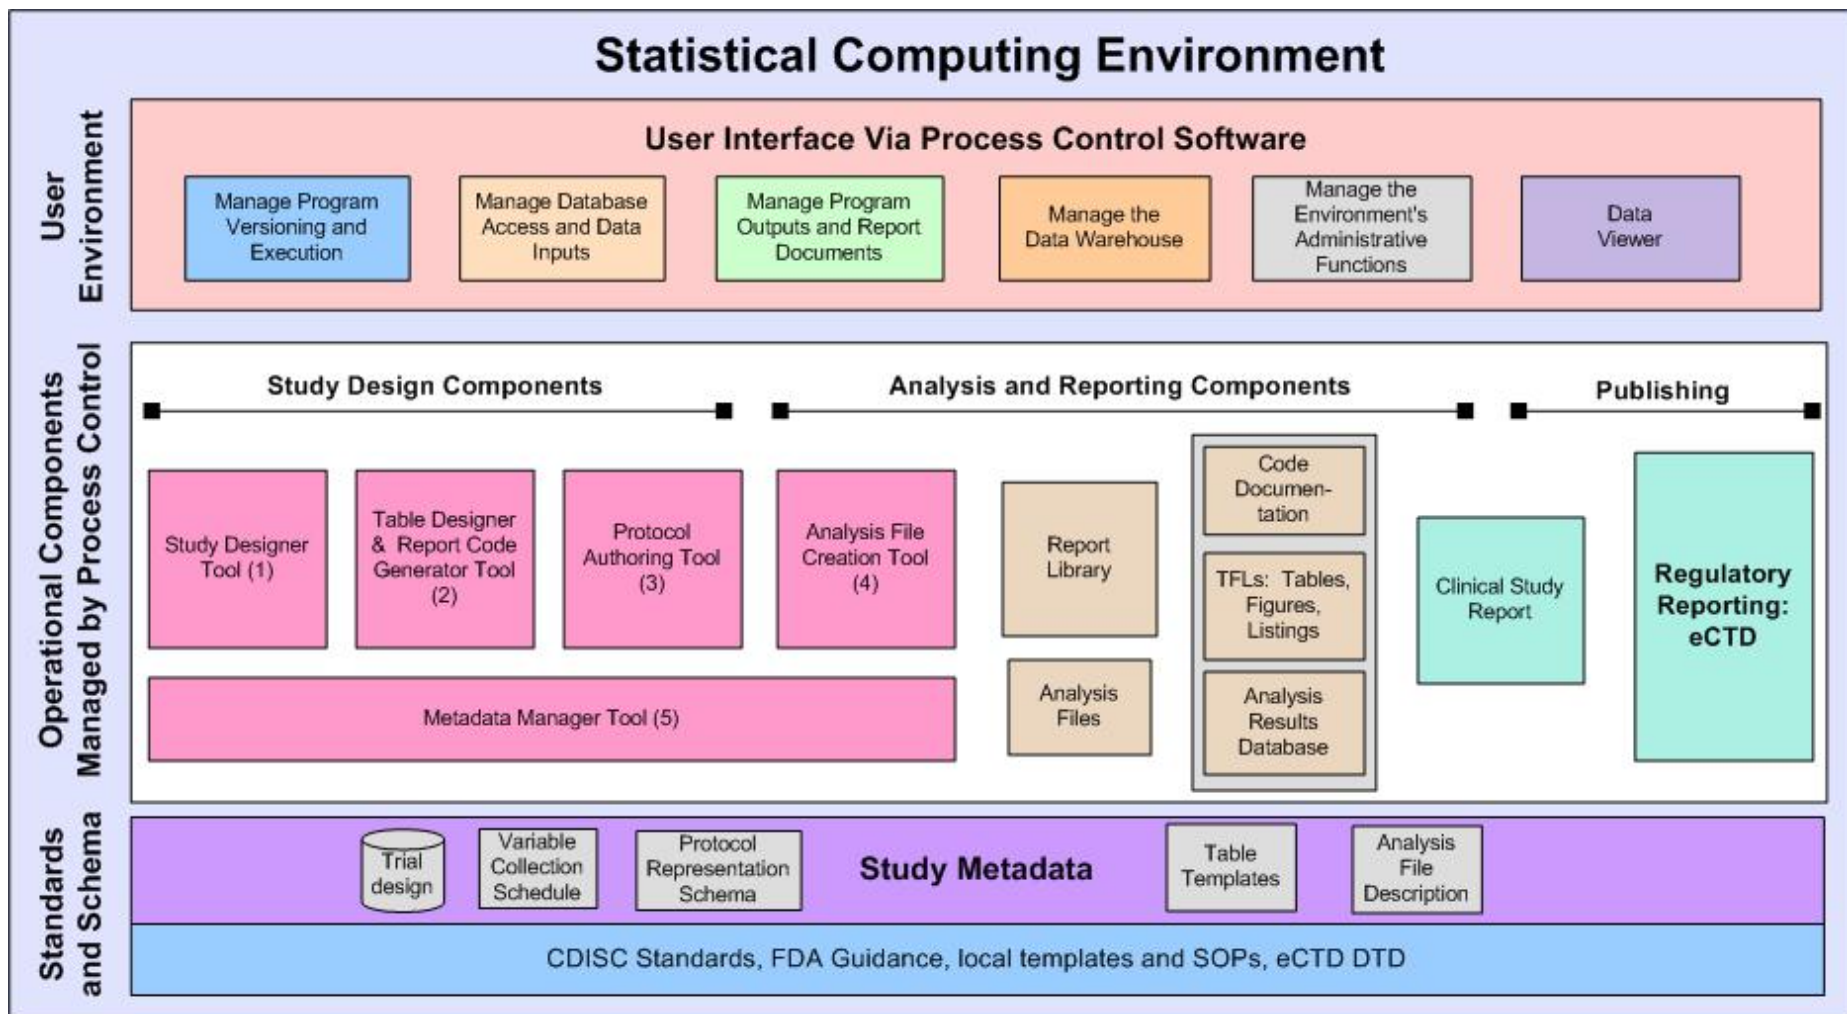 Statistical Computing Environment
User
Environment
User Interface Via Process Control Software
Manage Program
Versioning and
Execution
Manage Database
Access and Data
Inputs
Manage Program
Outputs and Report
Documents
Manage the
Data Warehouse
Manage the
Environment's
Administrative
Functions
Data
Viewer
Operational Components
Managed by Process Control
Study Design Components
Analysis and Reporting Components
Publishing
Study Designer
Tool (1)
Table Designer
& Report Code
Generator Tool
(2)
Protocol
Authoring Tool
(3)
Analysis File
Creation Tool
(4)
Metadata Manager Tool (5)
Report
Library
Analysis
Files
Code
Documen-
tation
TFLs: Tables,
Figures,
Listings
Analysis
Results
Database
Clinical Study
Report
Regulatory
Reporting:
eCTD
Standards
and Schema
Trial
design
Variable
Collection
Schedule
Protocol
Representation
Schema
Study Metadata
Table
Templates
Analysis
File
Description
CDISC Standards, FDA Guidance, local templates and SOPs, eCTD DTD